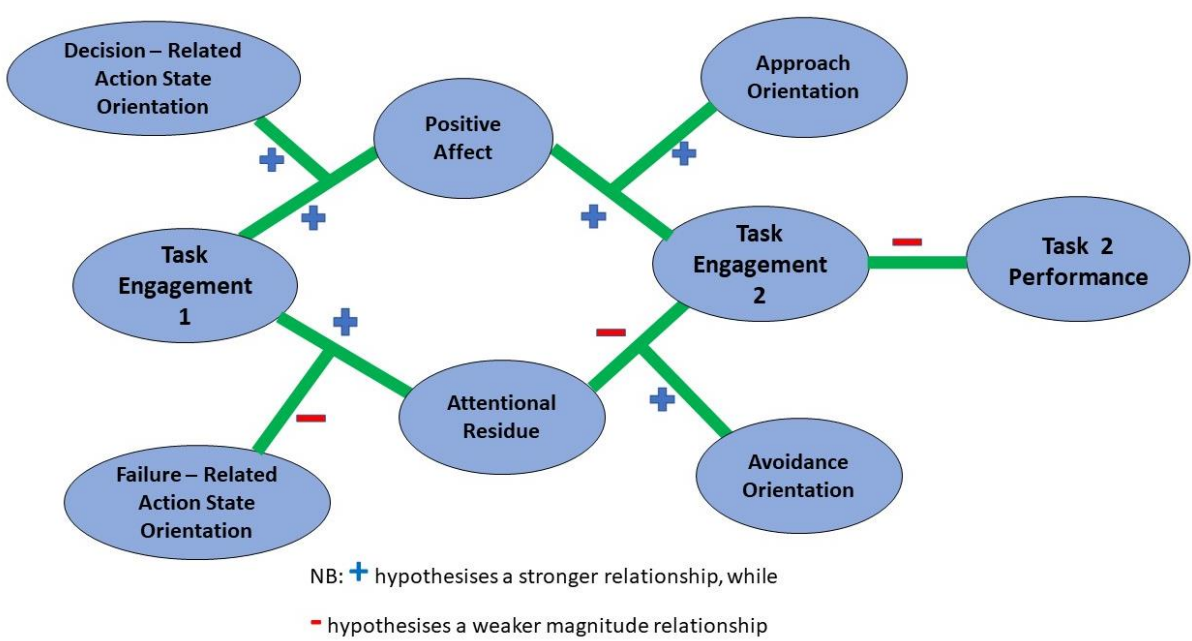 Decision – Related
Action State
Orientation
Approach
Orientation
Positive
Affect
Task
Engagement
1
Task
Engagement
2
Task 2
Performance
Attentional
Residue
Failure – Related
Action State
Orientation
Avoidance
Orientation
NB: + hypothesises a stronger relationship, while
- hypothesises a weaker magnitude relationship